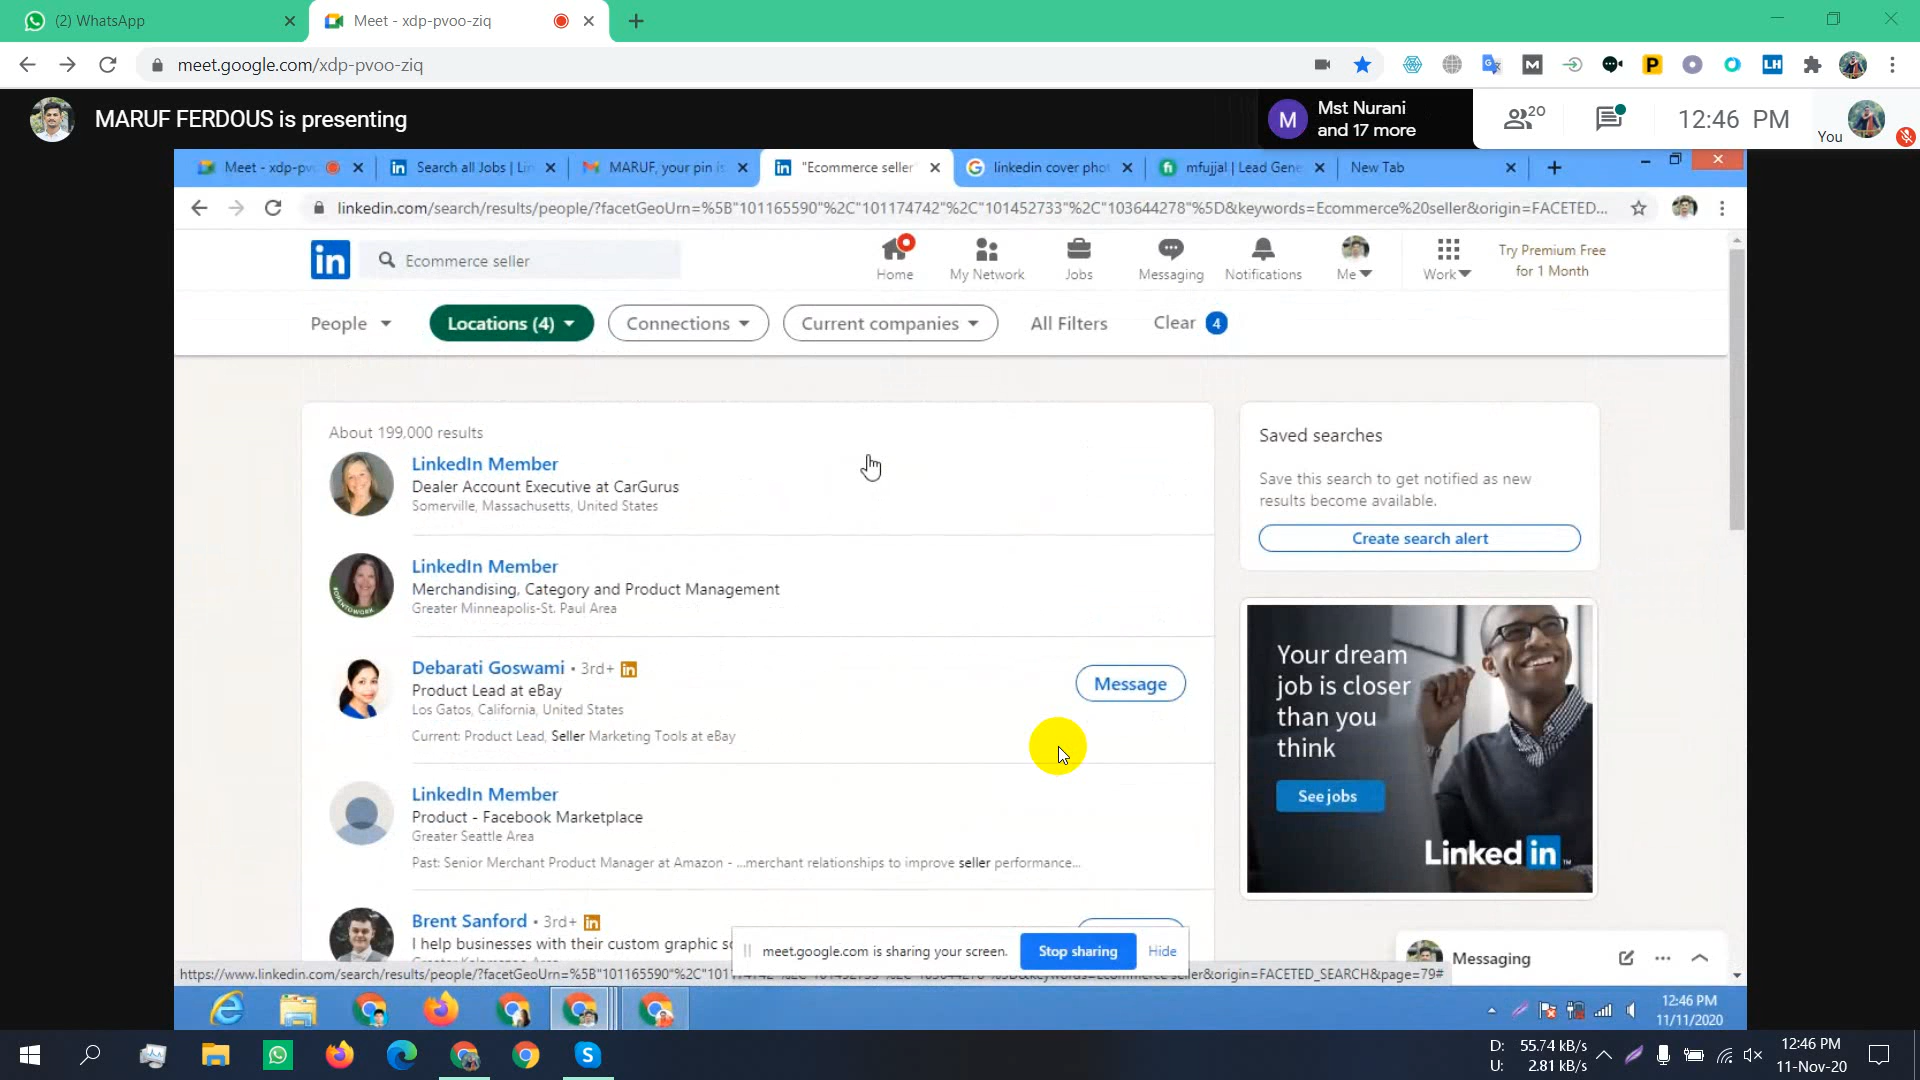 (2) WhatsApp
Meet - xdp-pvoo-ziq
meet.google.com/xdp-pvoo-ziq
MARUF FERDOUS is presenting
M
Mst Nurani
and 17 more
20
12:46 PM
You
Meet - xdp-pv
Search all Jobs | Lin
MARUF, your pin is
"Ecommerce seller"
linkedin cover phot
mfujjal | Lead Gene
New Tab
linkedin.com/search/results/people/?facetGeoUrn=%5B"101165590"%2C"101174742"%2C"101452733"%2C"103644278"%5D&keywords=Ecommerce%20seller&origin=FACETED...
in
Ecommerce seller
Home
My Network
Jobs
Messaging
Notifications
Me
Work
Try Premium Free
for 1 Month
People
Locations (4)
Connections
Current companies
All Filters
Clear 4
About 199,000 results
LinkedIn Member
Dealer Account Executive at CarGurus
Somerville, Massachusetts, United States
LinkedIn Member
Merchandising, Category and Product Management
Greater Minneapolis-St. Paul Area
#OPENTOWORK
Debarati Goswami • 3rd+ in
Product Lead at eBay
Los Gatos, California, United States
Current: Product Lead, Seller Marketing Tools at eBay
Message
LinkedIn Member
Product - Facebook Marketplace
Greater Seattle Area
Past: Senior Merchant Product Manager at Amazon - ...merchant relationships to improve seller performance...
Brent Sanford • 3rd+ in
I help businesses with their custom graphic
Saved searches
Save this search to get notified as new
results become available.
Create search alert
Your dream
job is closer
than you
think
See jobs
Linked in
meet.google.com is sharing your screen.
Stop sharing
Hide
Messaging
12:46 PM
11/11/2020
D: 55.74 kB/s
U: 2.81 kB/s
12:46 PM
11-Nov-20